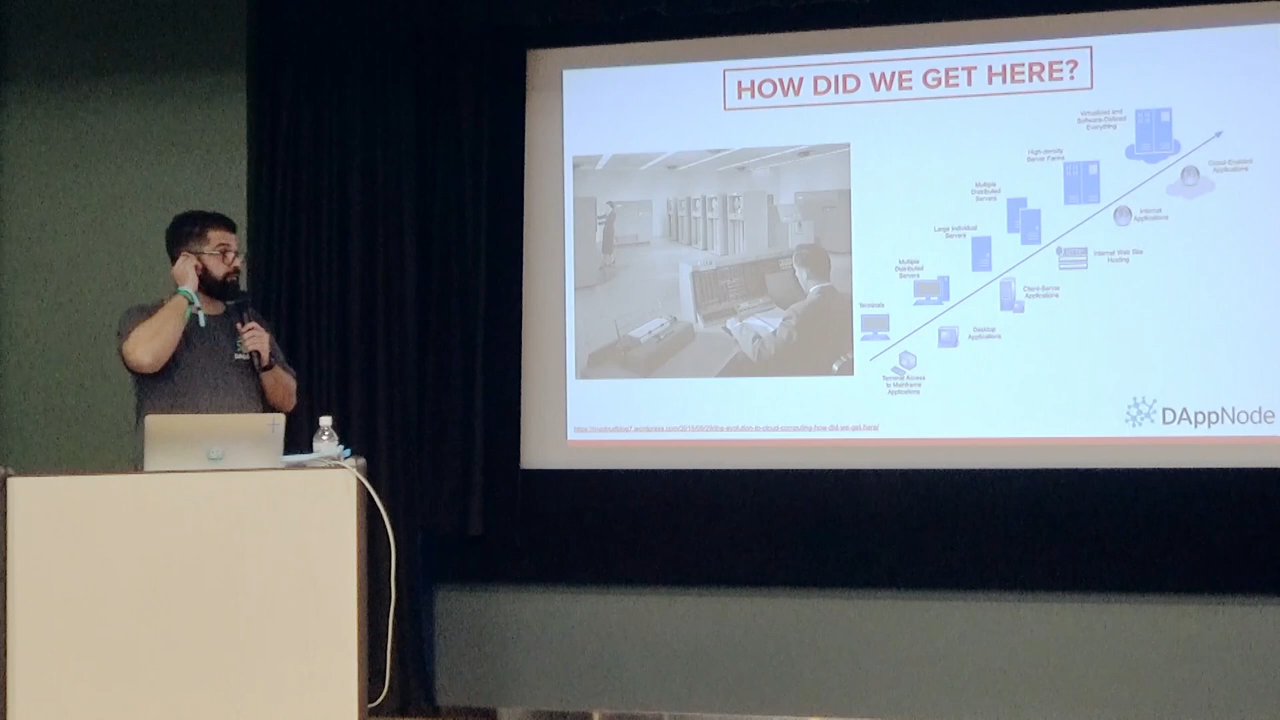 HOW DID WE GET HERE?
Virtualized and
Software-Defined
Everything
High-density
Server Farms
Cloud-Enabled
Applications
Multiple
Distributed
Servers
Internet
Applications
Large Individual
Servers
Internet Web Site
Hosting
Multiple
Distributed
Servers
Client-Server
Applications
Terminals
Desktop
Applications
Terminal Access
to Mainframe
Applications
DAppNode